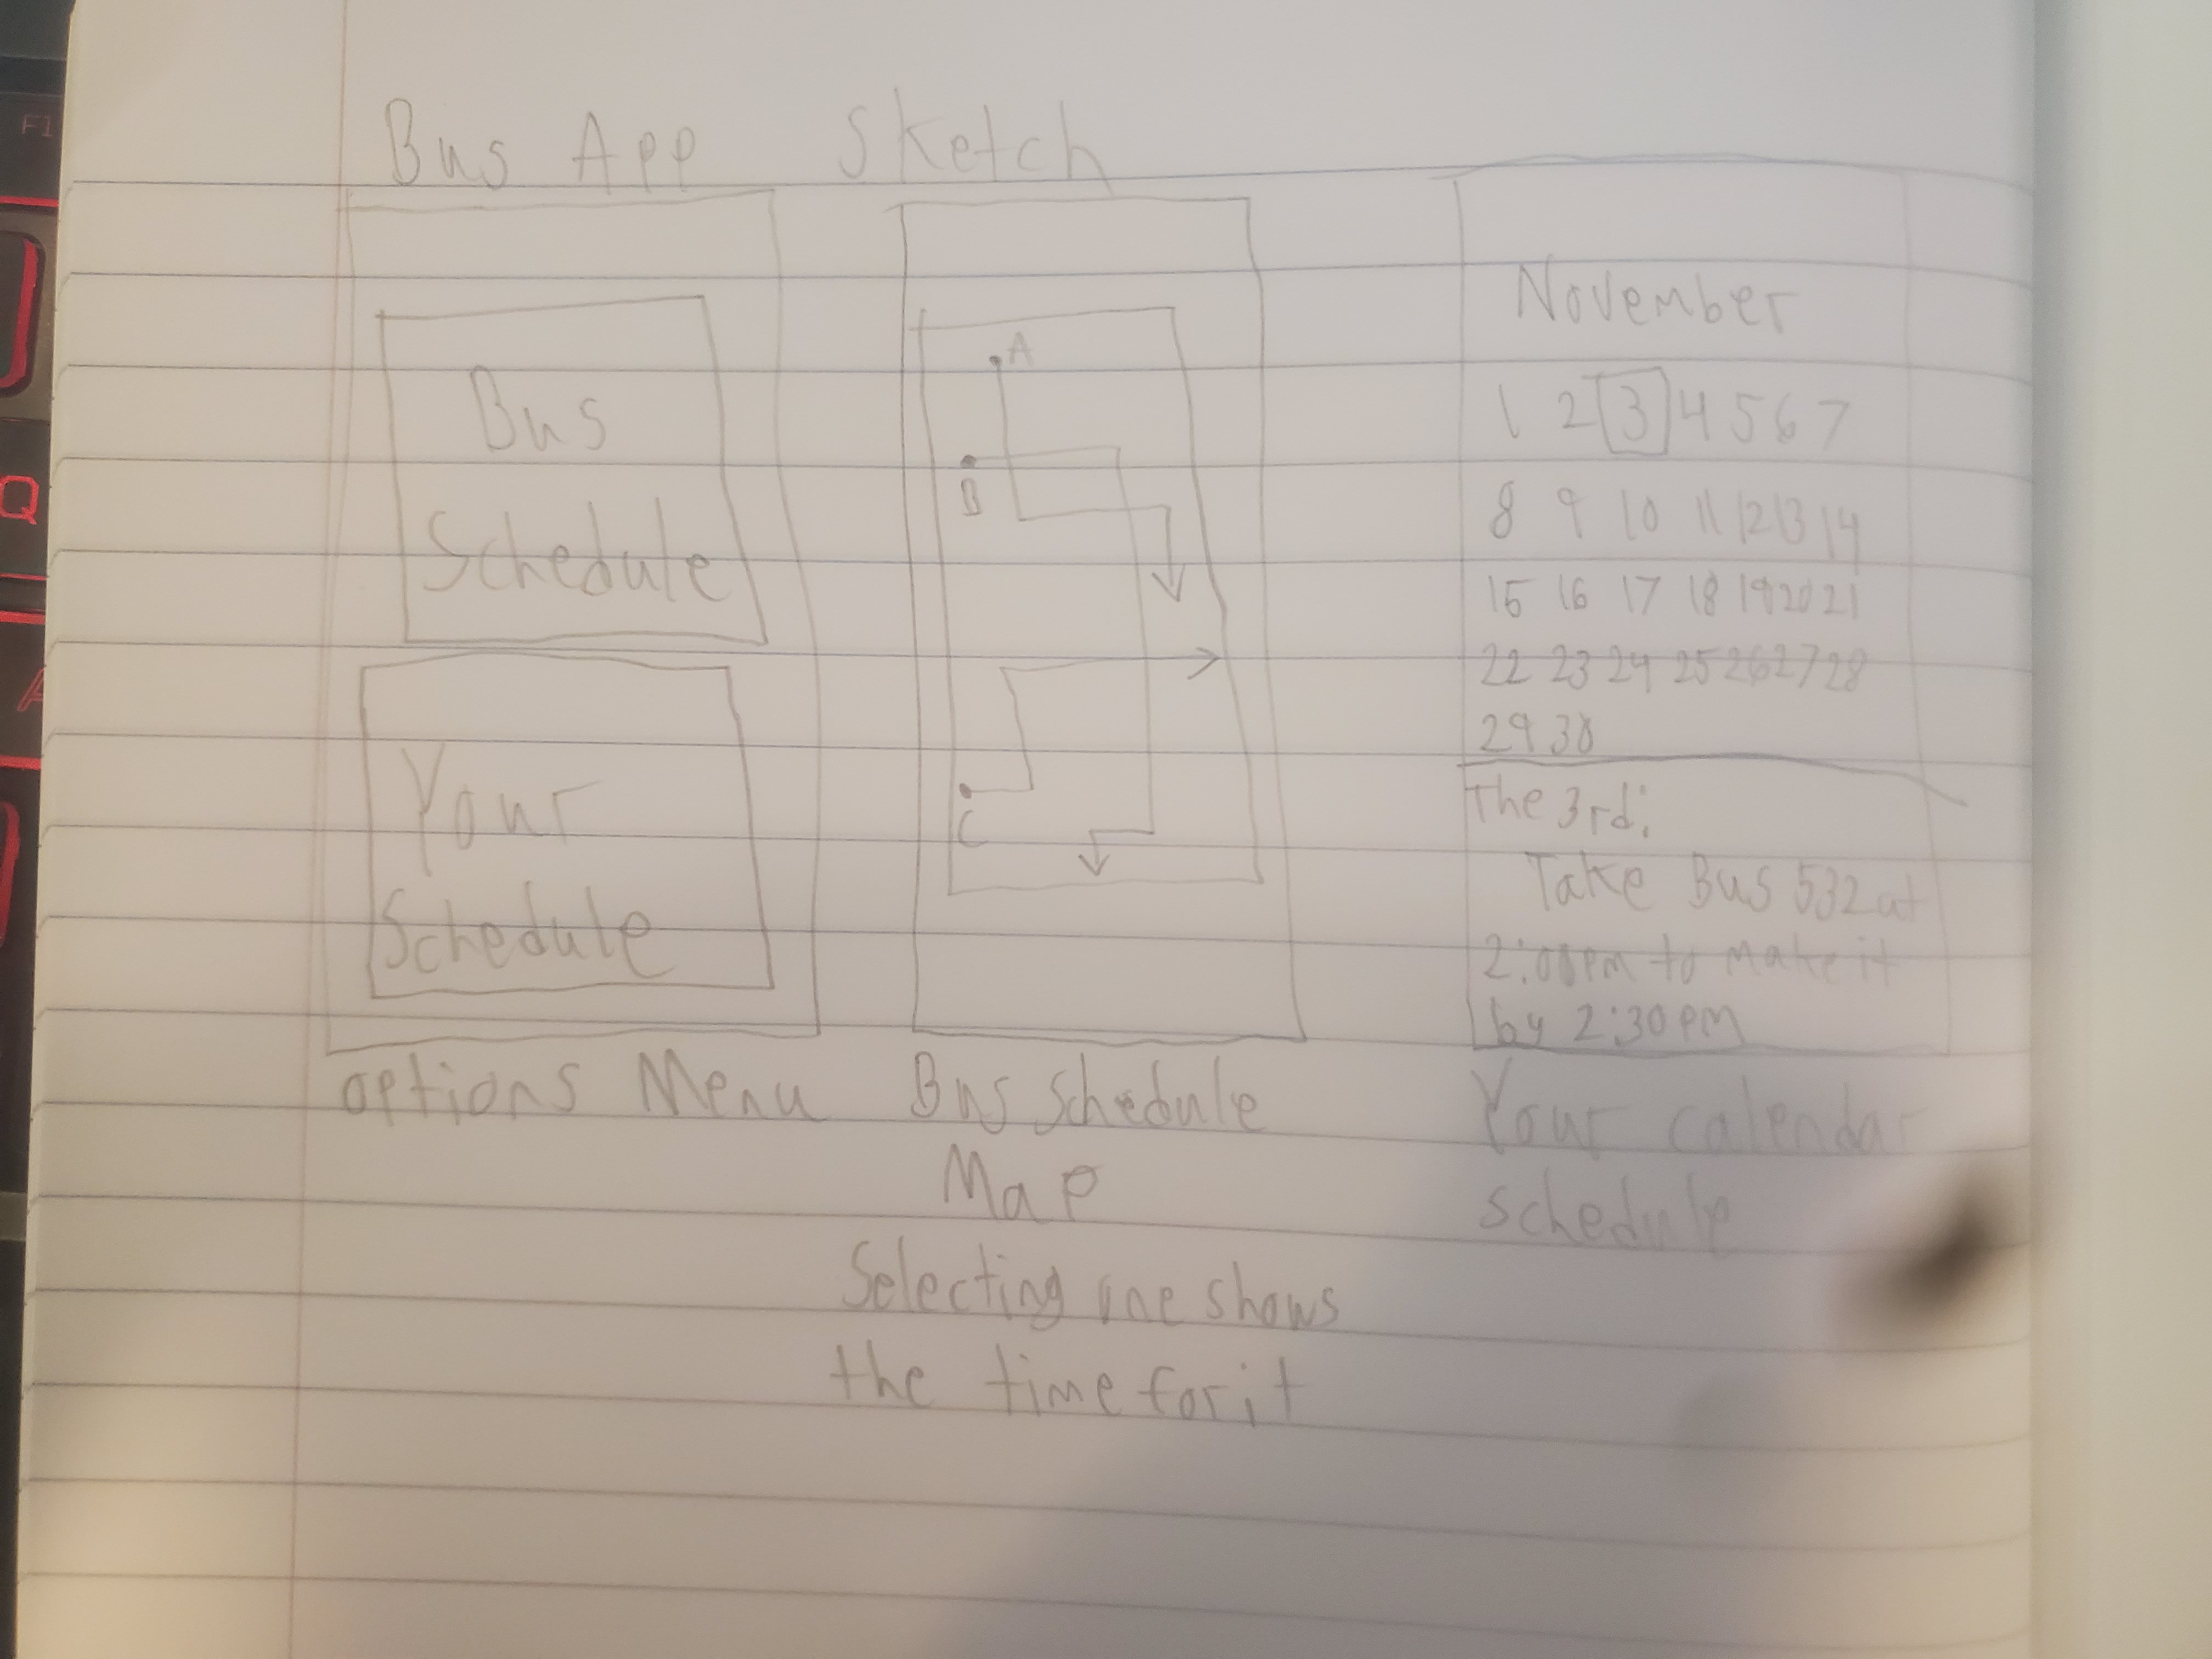 Bus App Sketch
Bus
Schedule
Your
Schedule
options Menu
A
B
C
Bus Schedule
Map
Selecting one shows
the time for it
November
1 2 3 4 5 6 7
8 9 10 11 12 13 14
15 16 17 18 19 20 21
22 23 24 25 26 27 28
29 30
The 3rd:
Take Bus 532 at
2:00pm to make it
by 2:30pm
Your calendar
schedule
F1
Q
A